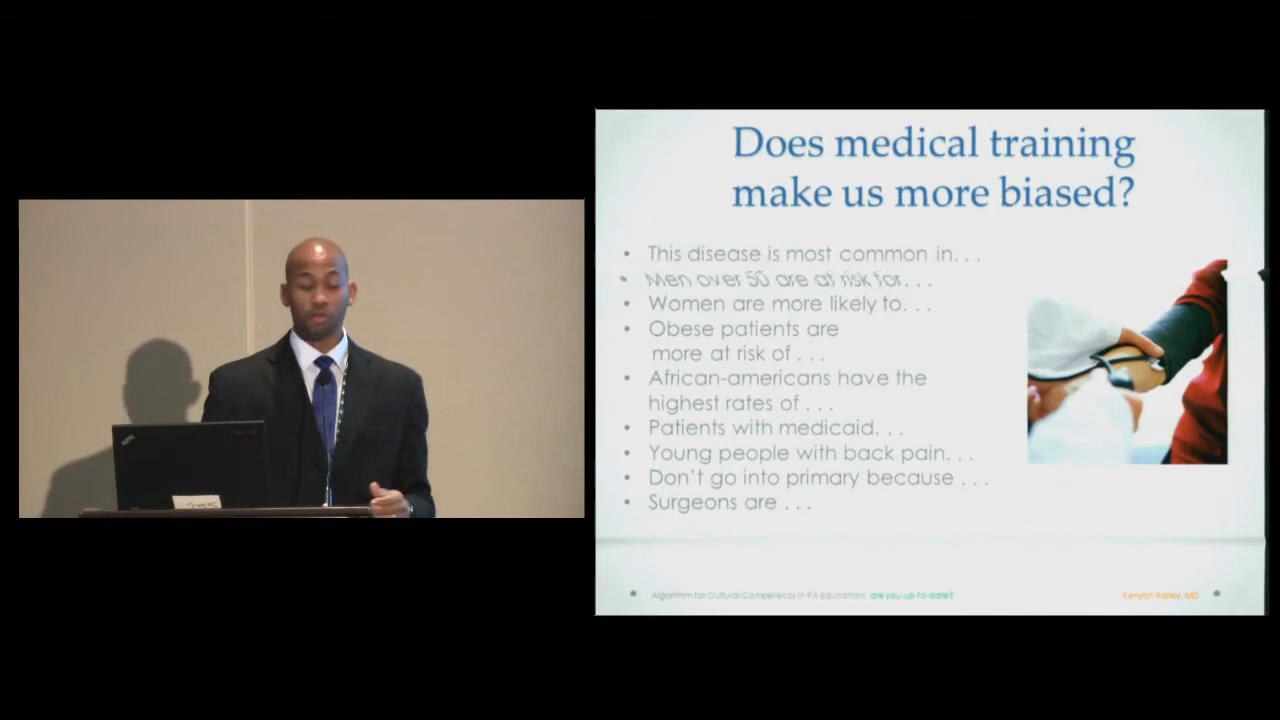 Does medical training
make us more biased?
• This disease is most common in. . .
• Men over 50 are at risk for. . .
• Women are more likely to. . .
• Obese patients are
more at risk of . . .
• African-americans have the
highest rates of . . .
• Patients with medicaid. . .
• Young people with back pain. . .
• Don't go into primary because . . .
• Surgeons are . . .
Algorithm for Cultural Competency in PA Education: are you up-to-date?
Kenyon Railey, MD